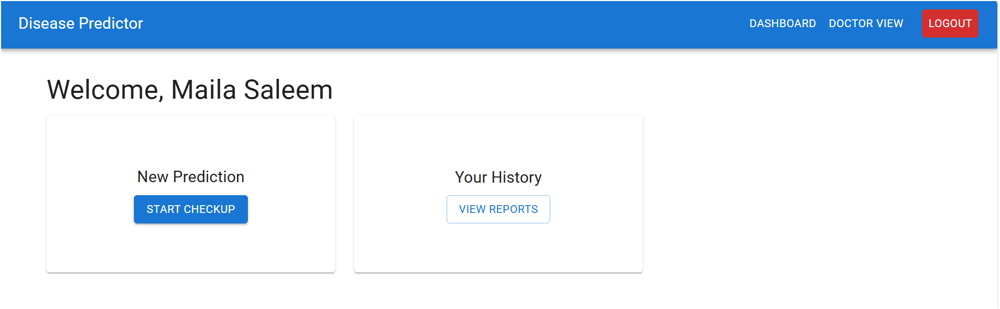 Disease Predictor
DASHBOARD DOCTOR VIEW LOGOUT
Welcome, Maila Saleem
New Prediction
START CHECKUP
Your History
VIEW REPORTS